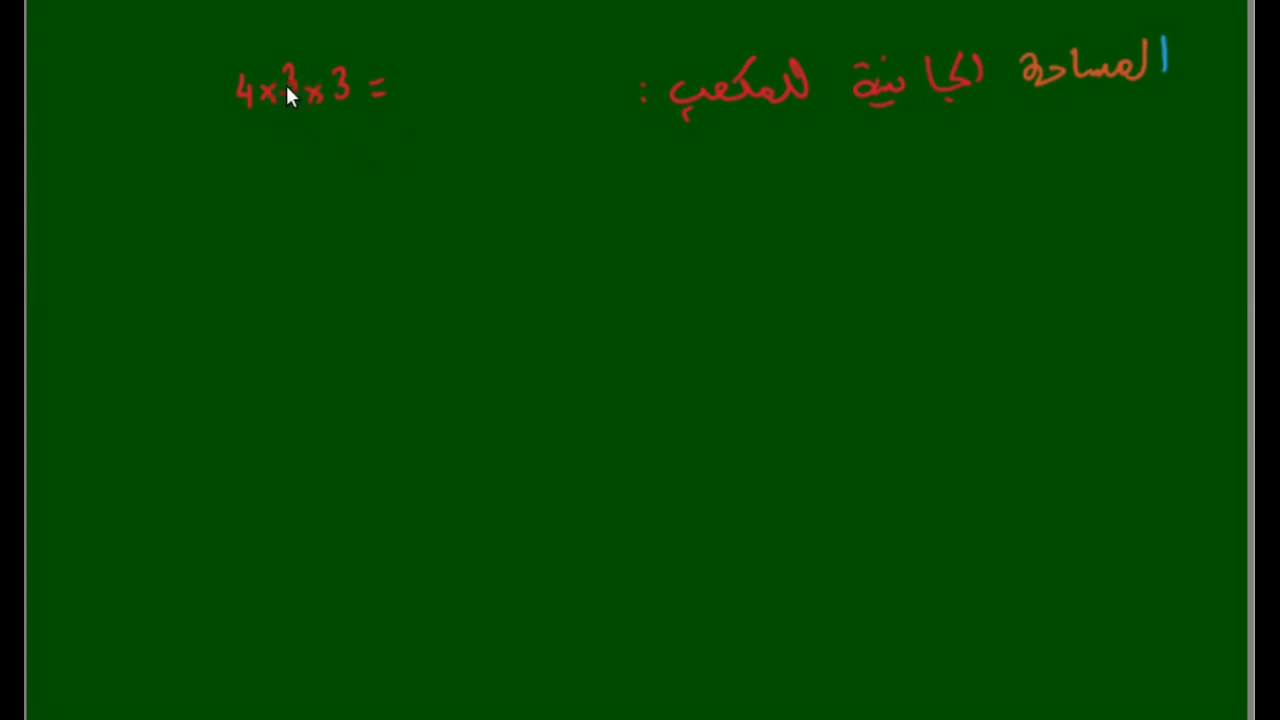 المساحة الجانبية للمكعب : 4×3×3 =